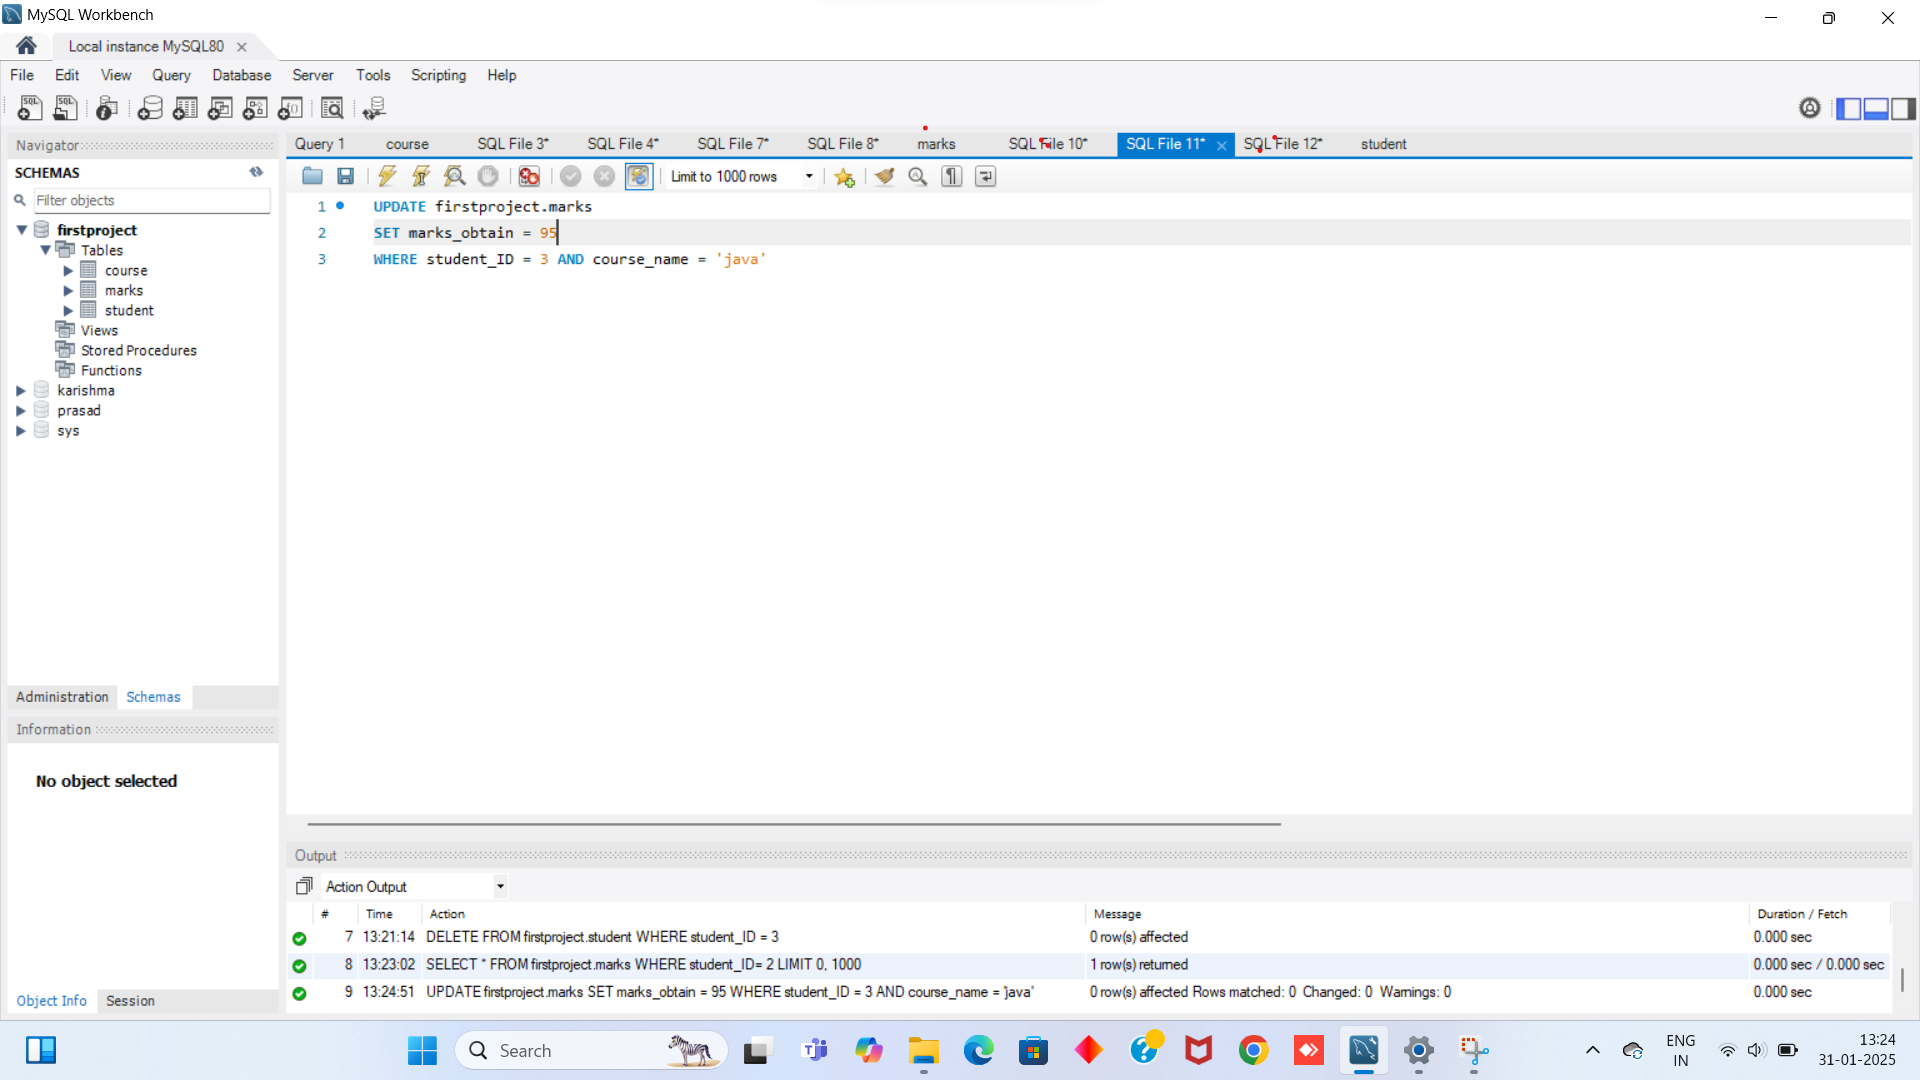 MySQL Workbench
Local instance MySQL80
File Edit View Query Database Server Tools Scripting Help
Navigator
SCHEMAS
Filter objects
firstproject
Tables
course
marks
student
Views
Stored Procedures
Functions
karishma
prasad
sys
Administration Schemas
Information
No object selected
Object Info Session
Query 1 course SQL File 3* SQL File 4* SQL File 7* SQL File 8* marks SQL File 10* SQL File 11* SQL File 12* student
Limit to 1000 rows
1 UPDATE firstproject.marks
2 SET marks_obtain = 95
3 WHERE student_ID = 3 AND course_name = 'java'
Output
Action Output
# Time Action Message Duration / Fetch
7 13:21:14 DELETE FROM firstproject.student WHERE student_ID = 3 0 row(s) affected 0.000 sec
8 13:23:02 SELECT * FROM firstproject.marks WHERE student_ID= 2 LIMIT 0, 1000 1 row(s) returned 0.000 sec / 0.000 sec
9 13:24:51 UPDATE firstproject.marks SET marks_obtain = 95 WHERE student_ID = 3 AND course_name = 'java' 0 row(s) affected Rows matched: 0 Changed: 0 Warnings: 0 0.000 sec
Search
ENG
IN
13:24
31-01-2025